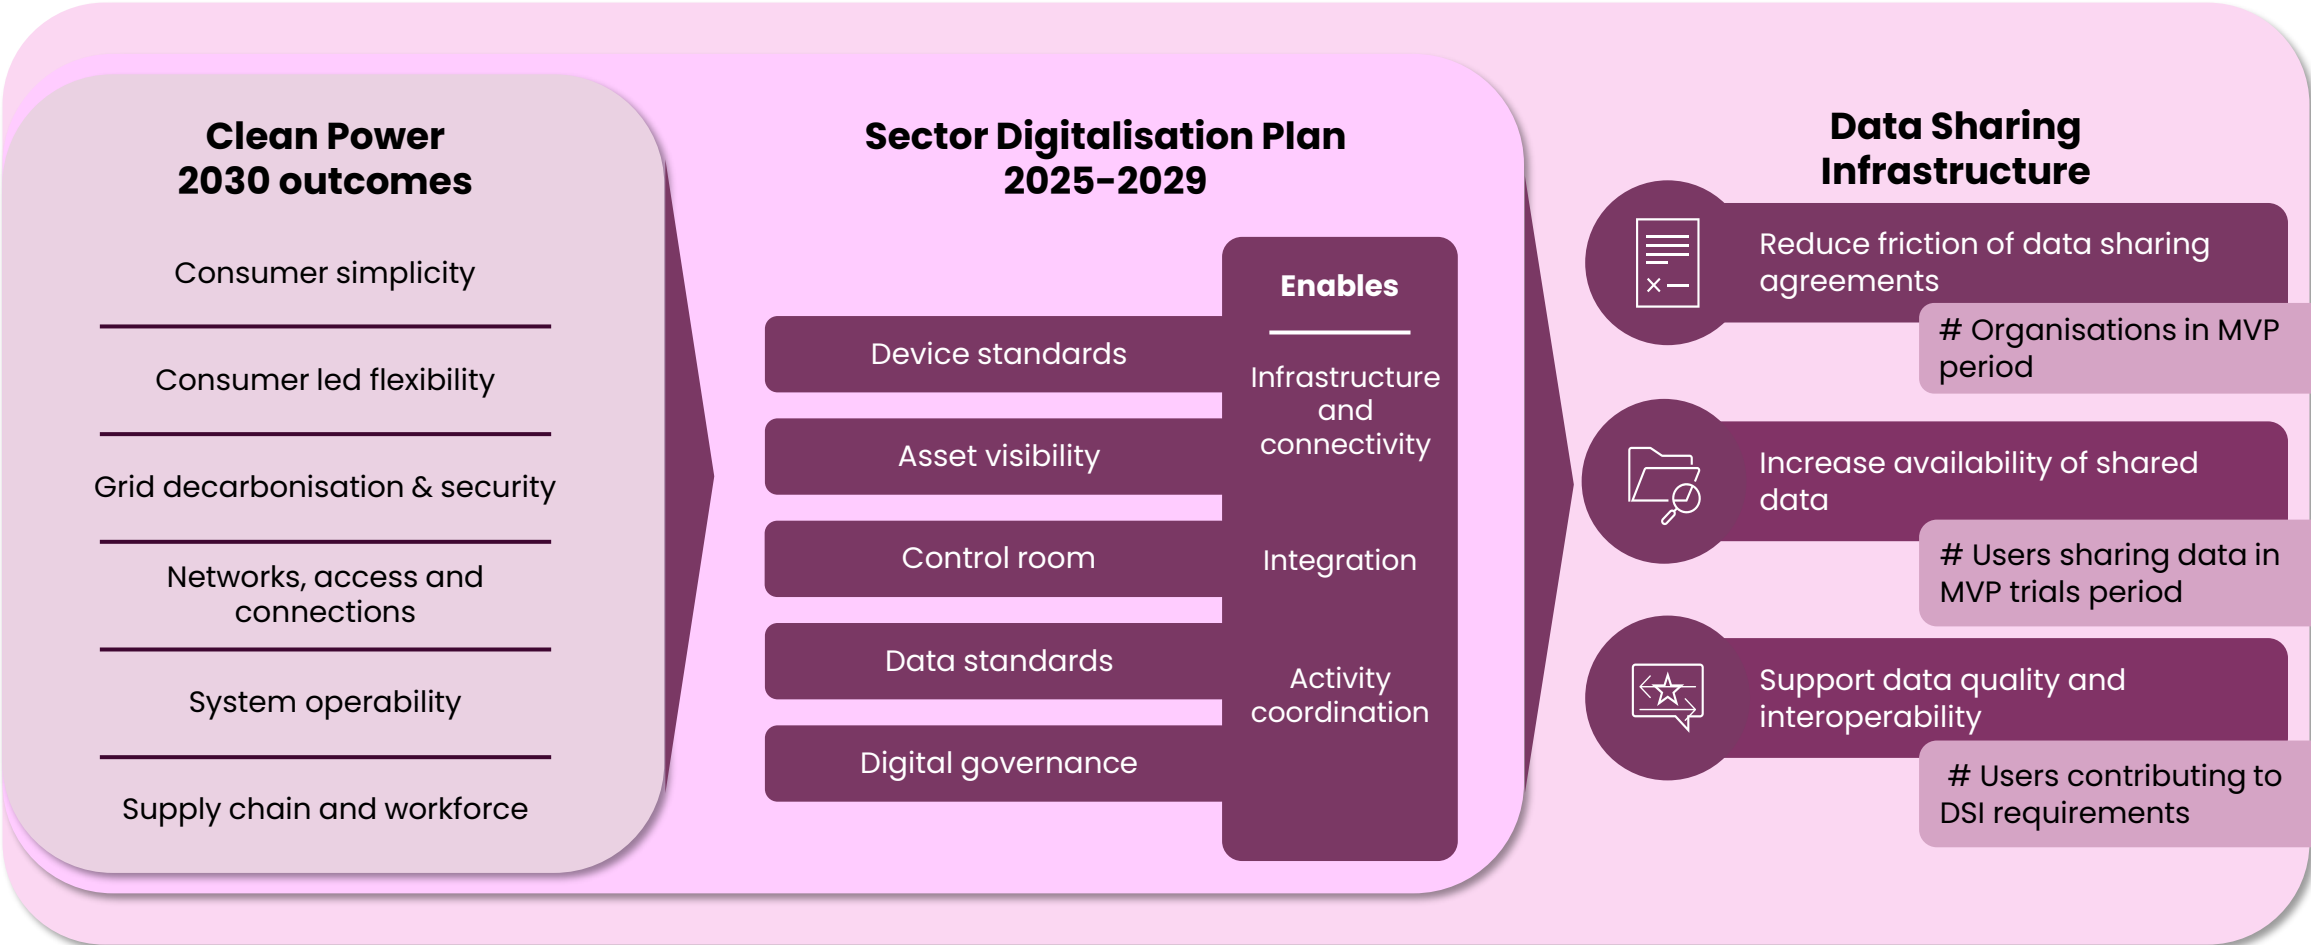 Clean Power
2030 outcomes
Consumer simplicity
Consumer led flexibility
Grid decarbonisation & security
Networks, access and
connections
System operability
Supply chain and workforce
Sector Digitalisation Plan
2025-2029
Device standards
Asset visibility
Control room
Data standards
Digital governance
Enables
Infrastructure
and
connectivity
Integration
Activity
coordination
Data Sharing
Infrastructure
Reduce friction of data sharing
agreements
# Organisations in MVP
period
Increase availability of shared
data
# Users sharing data in
MVP trials period
Support data quality and
interoperability
# Users contributing to
DSI requirements